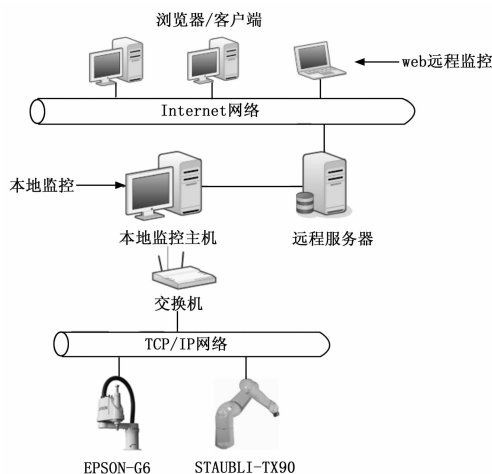 浏览器/客户端
web远程监控
Internet网络
本地监控
本地监控主机
远程服务器
交换机
TCP/IP网络
EPSON-G6
STAUBLI-TX90